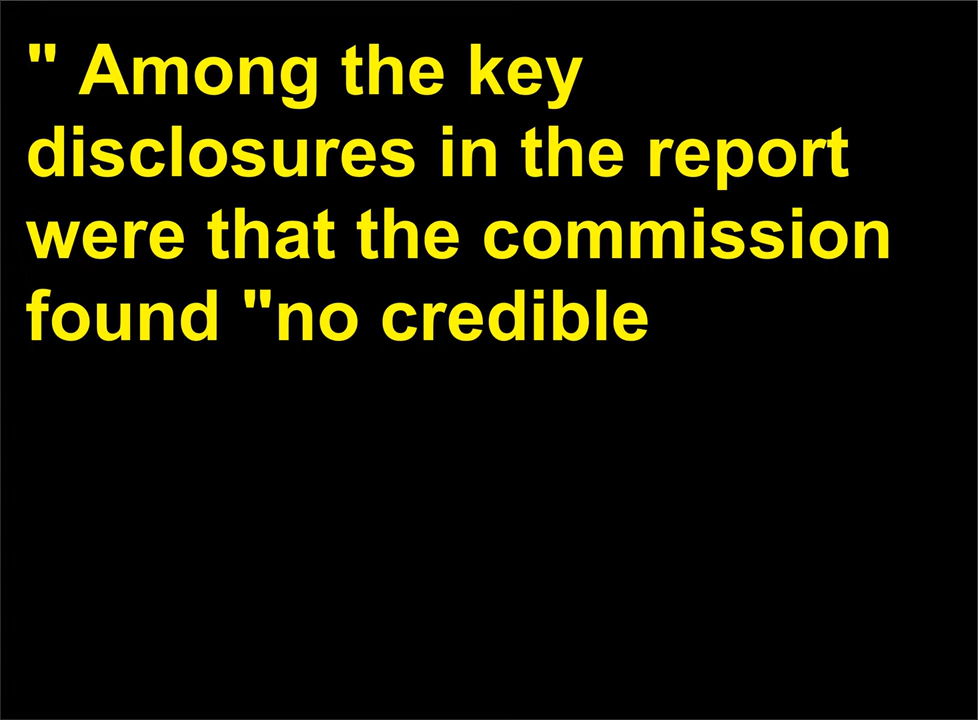 " Among the key
disclosures in the report
were that the commission
found "no credible